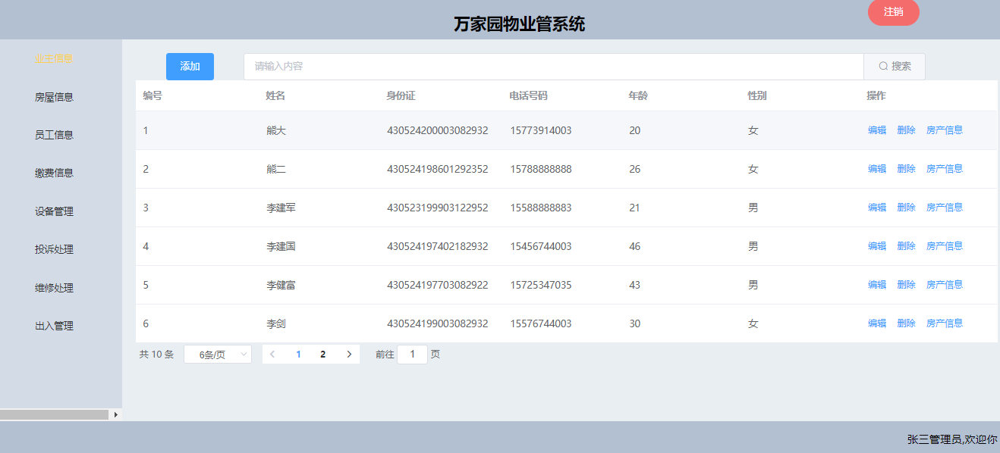 万家园物业管系统
注销
业主信息
房屋信息
员工信息
缴费信息
设备管理
投诉处理
维修处理
出入管理
添加 请输入内容 搜索
编号 姓名 身份证 电话号码 年龄 性别 操作
1 熊大 430524200003082932 15773914003 20 女 编辑 删除 房产信息
2 熊二 430524198601292352 15788888888 26 女 编辑 删除 房产信息
3 李建军 430523199903122952 15588888883 21 男 编辑 删除 房产信息
4 李建国 430524197402182932 15456744003 46 男 编辑 删除 房产信息
5 李健富 430524197703082922 15725347035 43 男 编辑 删除 房产信息
6 李剑 430524199003082932 15576744003 30 女 编辑 删除 房产信息
共 10 条 6条/页 1 2 前往 1 页
张三管理员,欢迎你